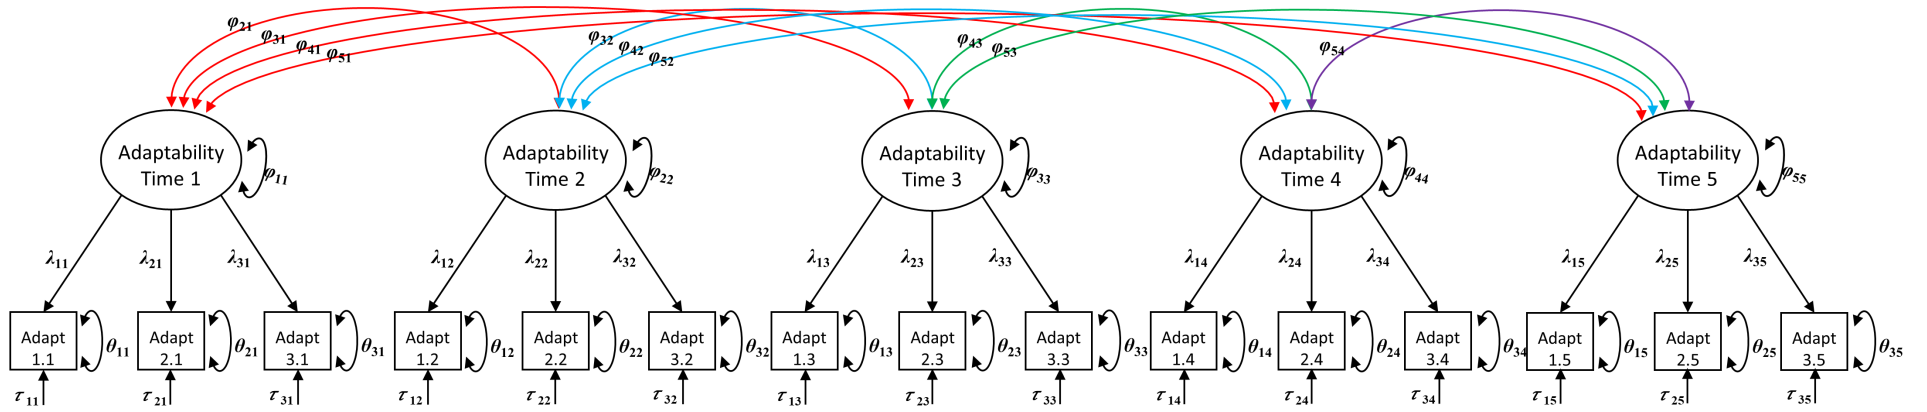 φ21
φ31
φ41
φ51
φ32
φ42
φ52
φ43
φ53
φ54
Adaptability
Time 1
φ11
Adaptability
Time 2
φ22
Adaptability
Time 3
φ33
Adaptability
Time 4
φ44
Adaptability
Time 5
φ55
λ11
λ21
λ31
λ12
λ22
λ32
λ13
λ23
λ33
λ14
λ24
λ34
λ15
λ25
λ35
Adapt
1.1
θ11
Adapt
2.1
θ21
Adapt
3.1
θ31
Adapt
1.2
θ12
Adapt
2.2
θ22
Adapt
3.2
θ32
Adapt
1.3
θ13
Adapt
2.3
θ23
Adapt
3.3
θ33
Adapt
1.4
θ14
Adapt
2.4
θ24
Adapt
3.4
θ34
Adapt
1.5
θ15
Adapt
2.5
θ25
Adapt
3.5
θ35
τ11
τ21
τ31
τ12
τ22
τ32
τ13
τ23
τ33
τ14
τ24
τ34
τ15
τ25
τ35